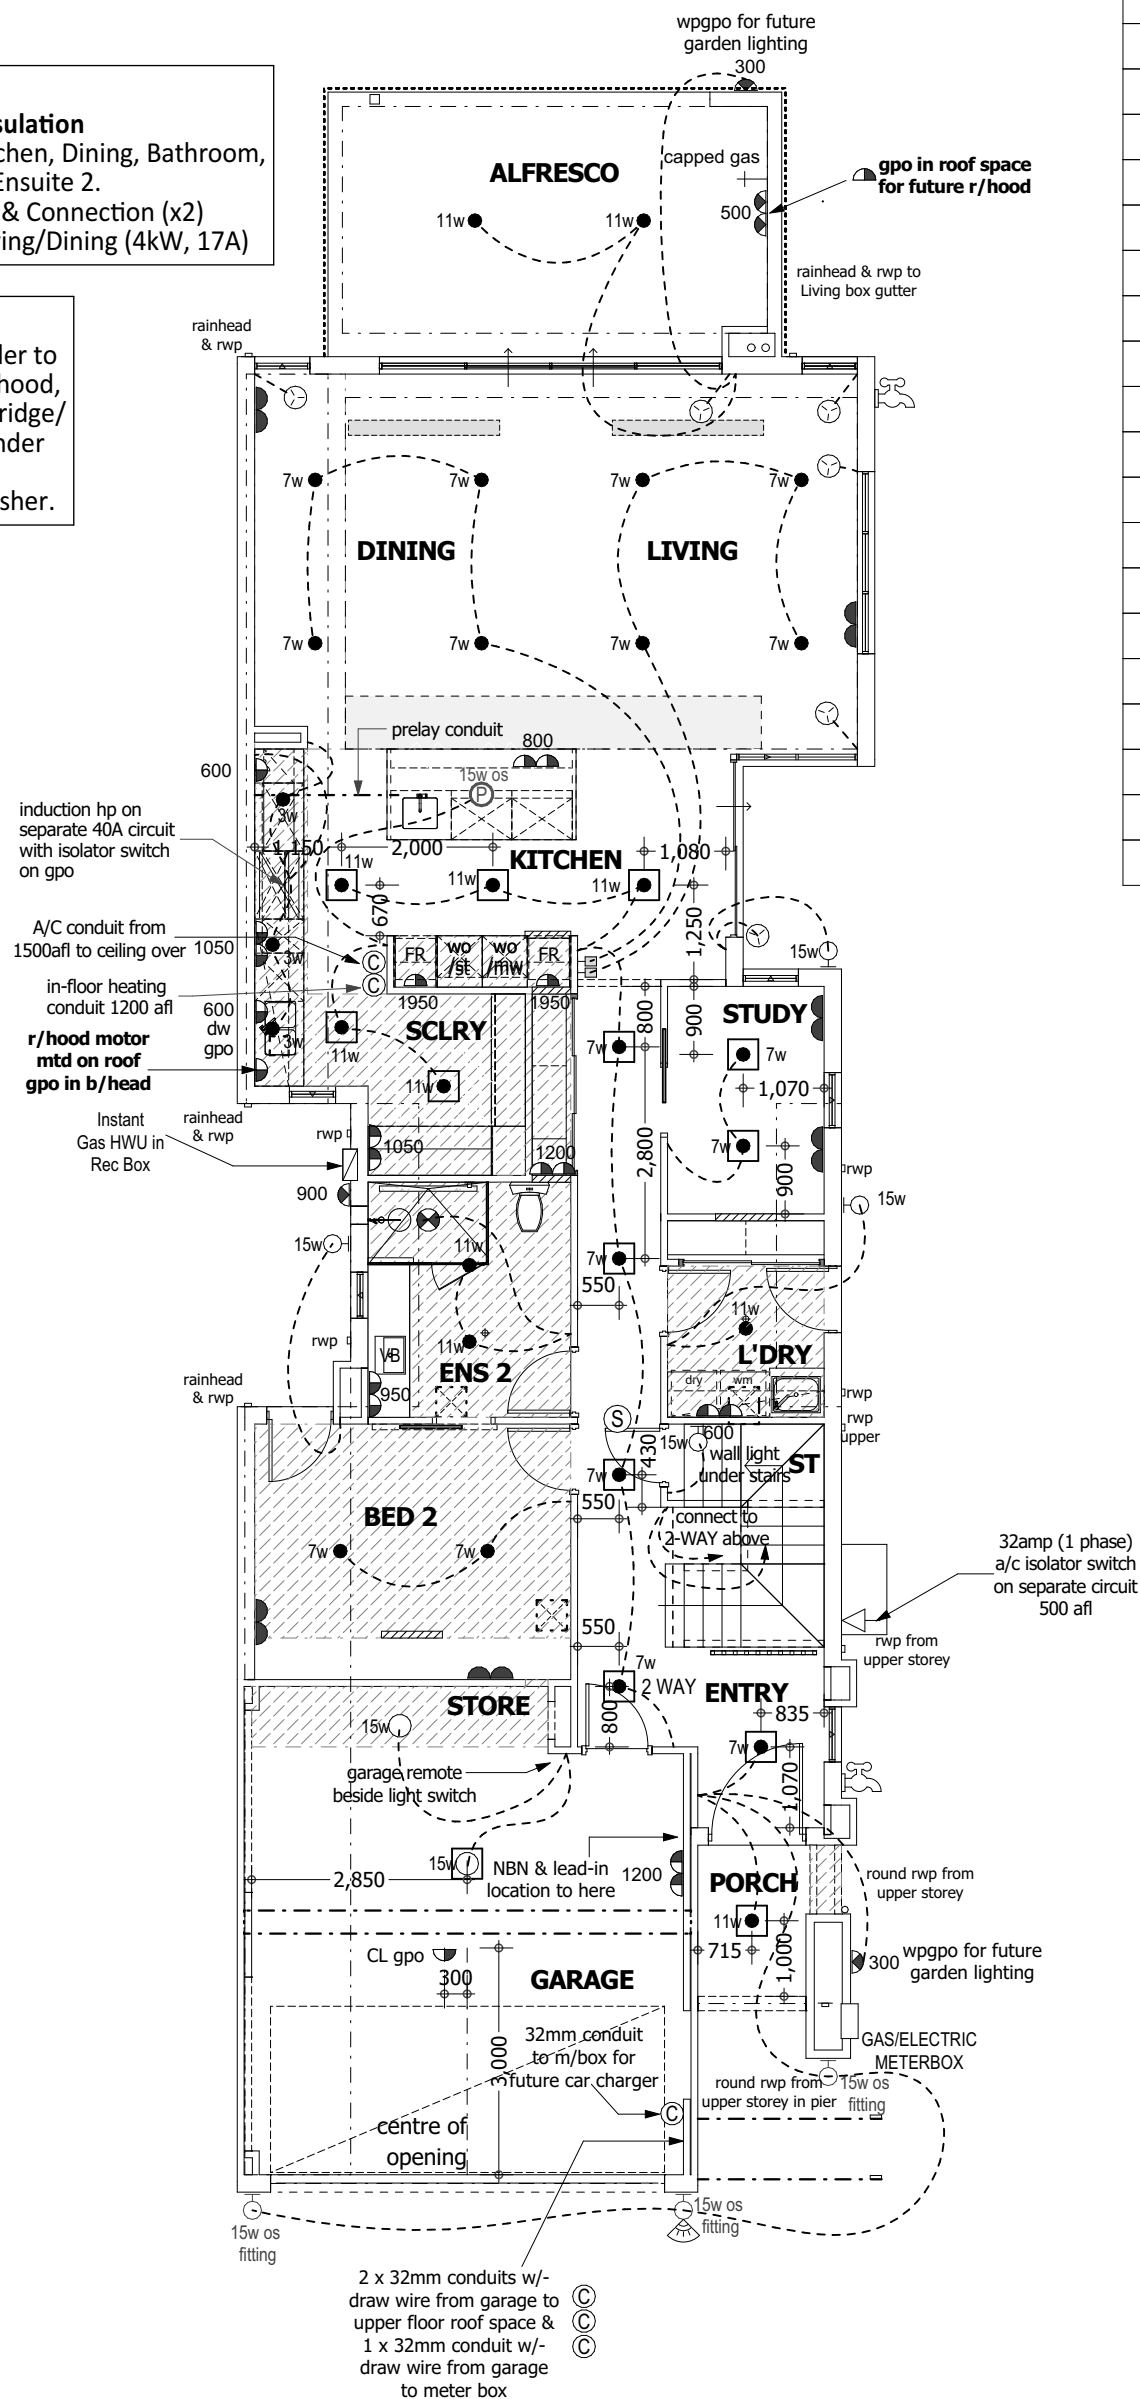 wpgpo for future
garden lighting
300
sulation
chen, Dining, Bathroom,
Ensuite 2.
& Connection (x2)
ring/Dining (4kW, 17A)
ALFRESCO
capped gas
gpo in roof space
for future r/hood
11w
11w
500
rainhead & rwp to
Living box gutter
der to
hood,
ridge/
nder
sher.
rainhead
& rwp
7w
7w
7w
7w
DINING
LIVING
7w
7w
7w
7w
prelay conduit
800
600
15w os
P
induction hp on
separate 40A circuit
with isolator switch
on gpo
3w
1,150
2,000
KITCHEN
1,080
11w
11w
11w
670
1,250
A/C conduit from
1500afl to ceiling over
1050
3w
C
C
FR
wo
/st
wo
/mw
FR
15w
in-floor heating
conduit 1200 afl
1950
1950
600
dw
gpo
r/hood motor
mtd on roof
gpo in b/head
3w
11w
SCLRY
11w
800
900
STUDY
7w
7w
1,070
Instant
Gas HWU in
Rec Box
rainhead
& rwp
rwp
1050
1200
2,800
7w
900
rwp
900
15w
15w
11w
7w
550
rwp
11w
VB
ENS 2
950
11w
L'DRY
dry
wm
rwp
rwp
upper
rainhead
& rwp
S
600
15w
430
wall light
under stairs
ST
7w
BED 2
550
connect to
2-WAY above
7w
7w
32amp (1 phase)
a/c isolator switch
on separate circuit
500 afl
550
rwp from
upper storey
7w
2 WAY
ENTRY
STORE
800
835
15w
7w
garage remote
beside light switch
1,070
15w
2,850
NBN & lead-in
location to here
1200
PORCH
round rwp from
upper storey
11w
715
1,000
CL gpo
300
GARAGE
300
wpgpo for future
garden lighting
3,000
32mm conduit
to m/box for
future car charger
GAS/ELECTRIC
METERBOX
round rwp from
upper storey in pier
15w os
fitting
C
centre of
opening
15w os
fitting
15w os
fitting
2 x 32mm conduits w/-
draw wire from garage to
upper floor roof space &
1 x 32mm conduit w/-
draw wire from garage
to meter box
C
C
C